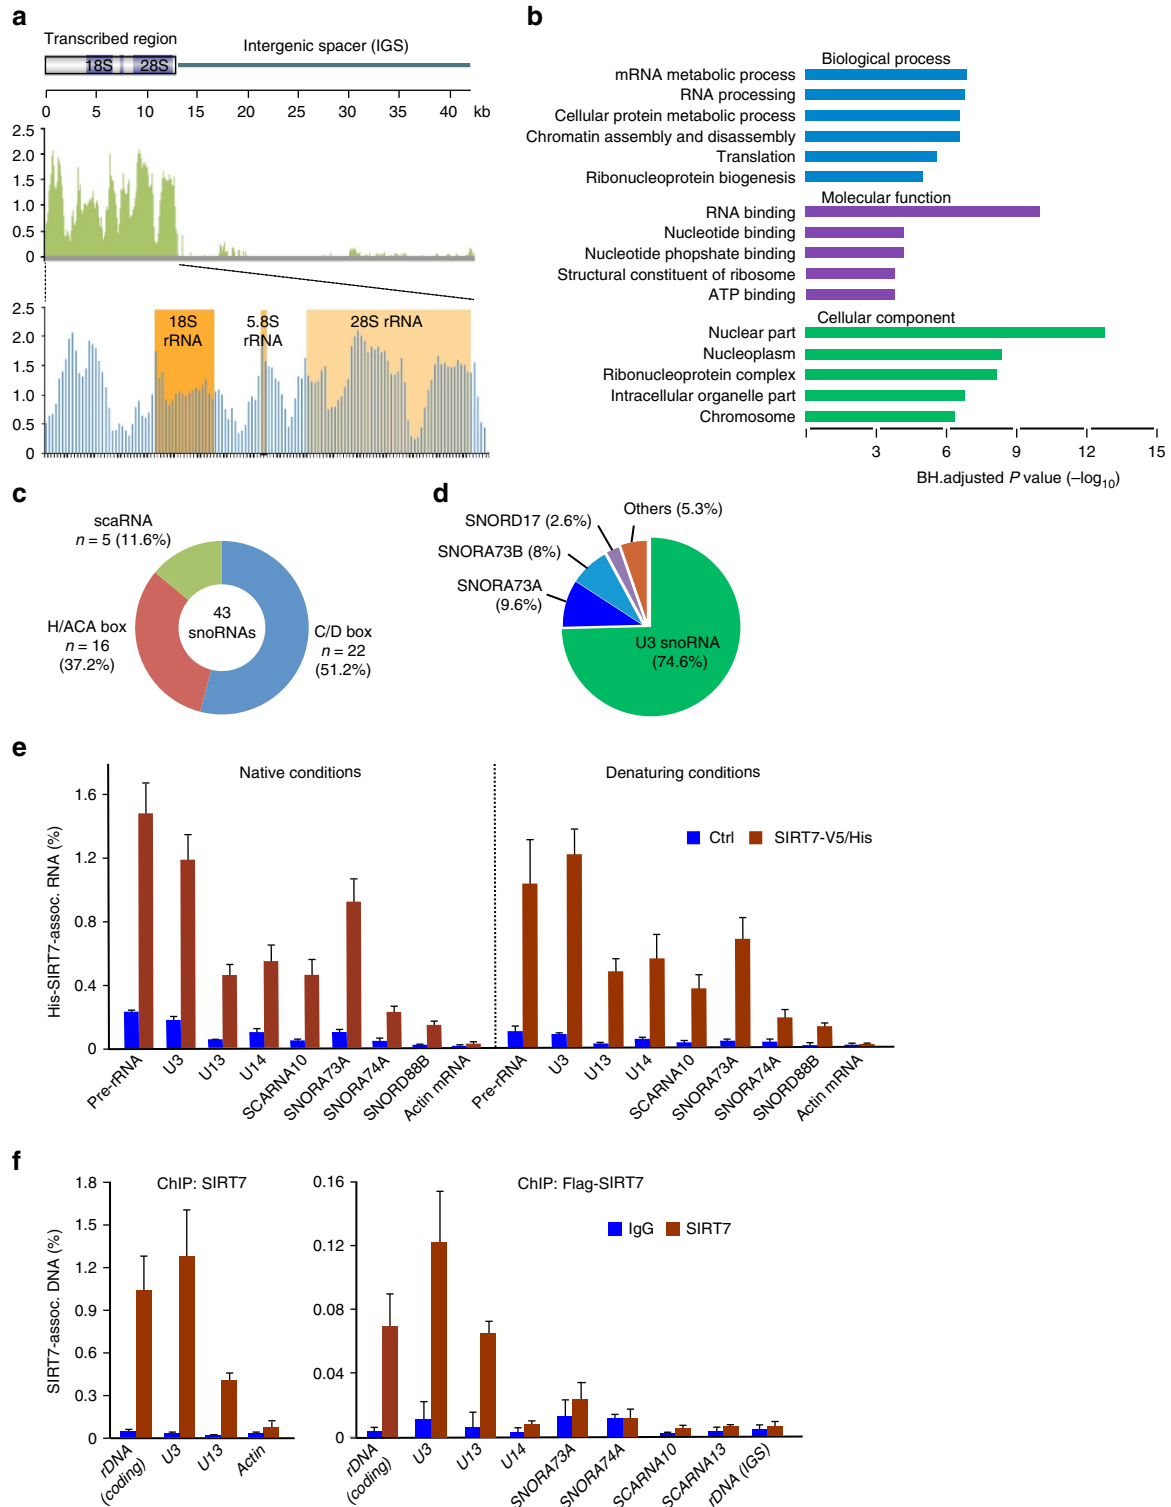 a
Transcribed region
Intergenic spacer (IGS)
18S
28S
0 5 10 15 20 25 30 35 40 kb
2.5
2.0
1.5
1.0
0.5
0
2.5
2.0
1.5
1.0
0.5
0
18S
rRNA
5.8S
rRNA
28S rRNA
b
Biological process
mRNA metabolic process
RNA processing
Cellular protein metabolic process
Chromatin assembly and disassembly
Translation
Ribonucleoprotein biogenesis
Molecular function
RNA binding
Nucleotide binding
Nucleotide phopshate binding
Structural constituent of ribosome
ATP binding
Cellular component
Nuclear part
Nucleoplasm
Ribonucleoprotein complex
Intracellular organelle part
Chromosome
3 6 9 12 15
BH.adjusted P value (–log10)
c
scaRNA
n = 5 (11.6%)
H/ACA box
n = 16
(37.2%)
43
snoRNAs
C/D box
n = 22
(51.2%)
d
Others (5.3%)
SNORD17 (2.6%)
SNORA73B (8%)
SNORA73A
(9.6%)
U3 snoRNA
(74.6%)
e
Native conditions
Denaturing conditions
Ctrl
SIRT7-V5/His
His-SIRT7-assoc. RNA (%)
1.6
1.2
0.8
0.4
0
Pre-rRNA
U3
U13
U14
SCARNA10
SNORA73A
SNORA74A
SNORD88B
Actin mRNA
Pre-rRNA
U3
U13
U14
SCARNA10
SNORA73A
SNORA74A
SNORD88B
Actin mRNA
f
ChIP: SIRT7
SIRT7-assoc. DNA (%)
1.8
1.5
1.2
0.9
0.6
0.3
0
rDNA
(coding)
U3
U13
Actin
ChIP: Flag-SIRT7
IgG
SIRT7
0.16
0.12
0.08
0.04
0
rDNA
(coding)
U3
U13
U14
SNORA73A
SNORA74A
SCARNA10
SCARNA13
rDNA (IGS)